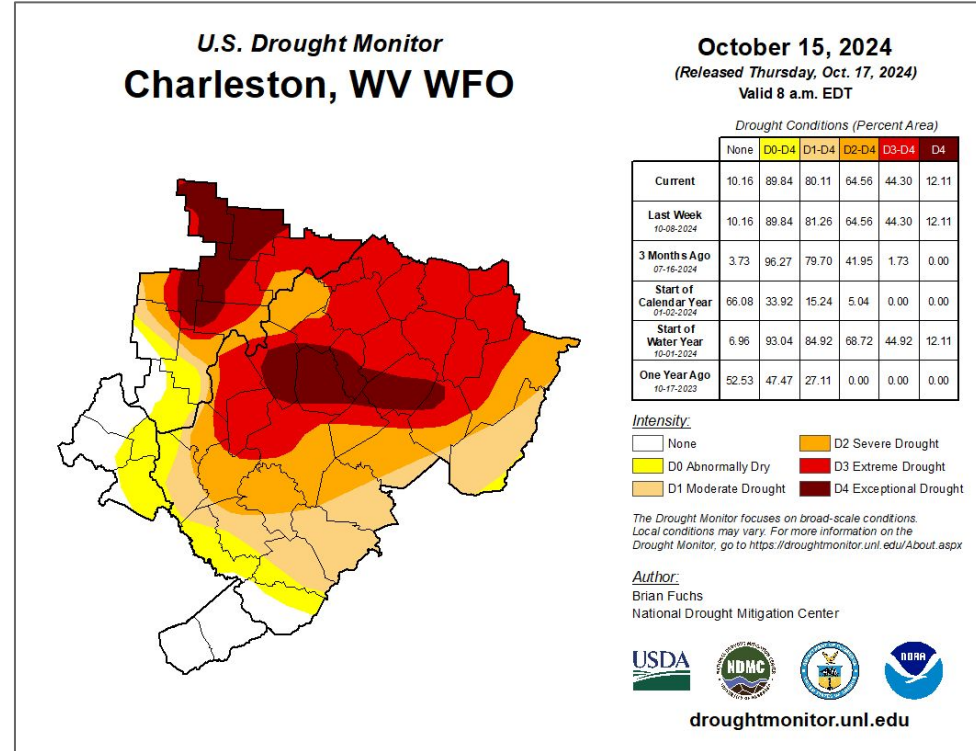 U.S. Drought Monitor
Charleston, WV WFO
October 15, 2024
(Released Thursday, Oct. 17, 2024)
Valid 8 a.m. EDT
Drought Conditions (Percent Area)
None D0-D4 D1-D4 D2-D4 D3-D4 D4
Current 10.16 89.84 80.11 64.56 44.30 12.11
Last Week
10-08-2024 10.16 89.84 81.26 64.56 44.30 12.11
3 Months Ago
07-16-2024 3.73 96.27 79.70 41.95 1.73 0.00
Start of
Calendar Year
01-02-2024 66.08 33.92 15.24 5.04 0.00 0.00
Start of
Water Year
10-01-2024 6.96 93.04 84.92 68.72 44.92 12.11
One Year Ago
10-17-2023 52.53 47.47 27.11 0.00 0.00 0.00
Intensity:
None
D0 Abnormally Dry
D1 Moderate Drought
D2 Severe Drought
D3 Extreme Drought
D4 Exceptional Drought
The Drought Monitor focuses on broad-scale conditions.
Local conditions may vary. For more information on the
Drought Monitor, go to https://droughtmonitor.unl.edu/About.aspx
Author:
Brian Fuchs
National Drought Mitigation Center
USDA
NDMC
NOAA
droughtmonitor.unl.edu